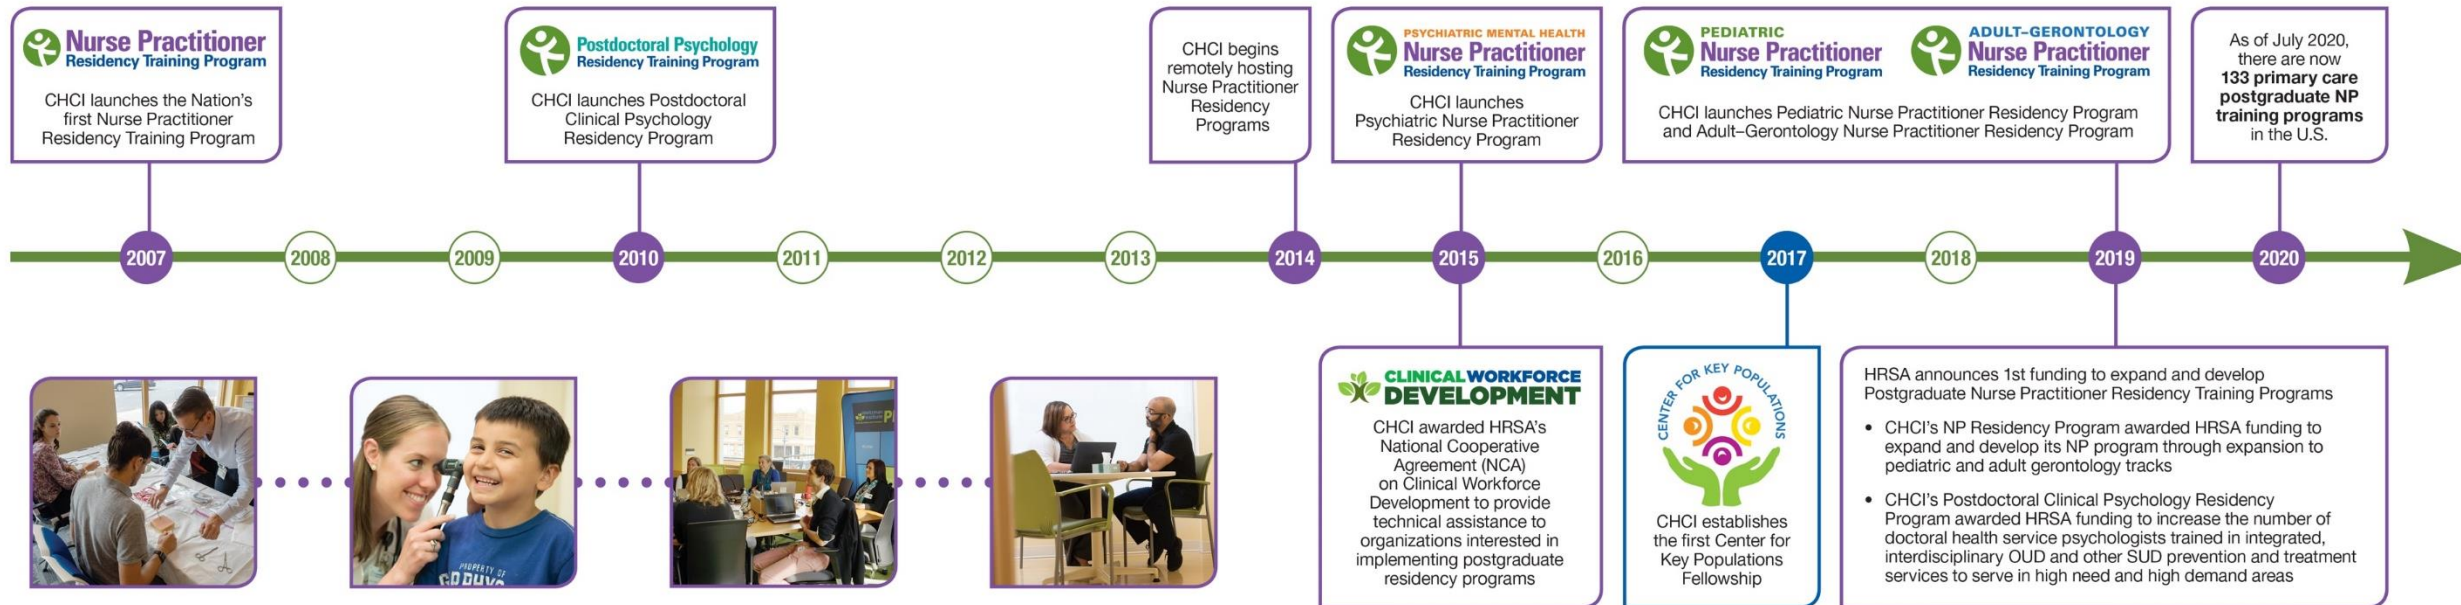 Nurse Practitioner
Residency Training Program
CHCI launches the Nation's
first Nurse Practitioner
Residency Training Program
Postdoctoral Psychology
Residency Training Program
CHCI launches Postdoctoral
Clinical Psychology
Residency Program
CHCI begins
remotely hosting
Nurse Practitioner
Residency
Programs
PSYCHIATRIC MENTAL HEALTH
Nurse Practitioner
Residency Training Program
CHCI launches
Psychiatric Nurse Practitioner
Residency Program
PEDIATRIC
Nurse Practitioner
Residency Training Program
ADULT–GERONTOLOGY
Nurse Practitioner
Residency Training Program
CHCI launches Pediatric Nurse Practitioner Residency Program
and Adult–Gerontology Nurse Practitioner Residency Program
As of July 2020,
there are now
133 primary care
postgraduate NP
training programs
in the U.S.
2007
2008
2009
2010
2011
2012
2013
2014
2015
2016
2017
2018
2019
2020
PROPERTY OF
CLINICAL WORKFORCE
DEVELOPMENT
CHCI awarded HRSA's
National Cooperative
Agreement (NCA)
on Clinical Workforce
Development to provide
technical assistance to
organizations interested in
implementing postgraduate
residency programs
CENTER FOR KEY POPULATIONS
CHCI establishes
the first Center for
Key Populations
Fellowship
HRSA announces 1st funding to expand and develop
Postgraduate Nurse Practitioner Residency Training Programs
• CHCI's NP Residency Program awarded HRSA funding to
expand and develop its NP program through expansion to
pediatric and adult gerontology tracks
• CHCI's Postdoctoral Clinical Psychology Residency
Program awarded HRSA funding to increase the number of
doctoral health service psychologists trained in integrated,
interdisciplinary OUD and other SUD prevention and treatment
services to serve in high need and high demand areas